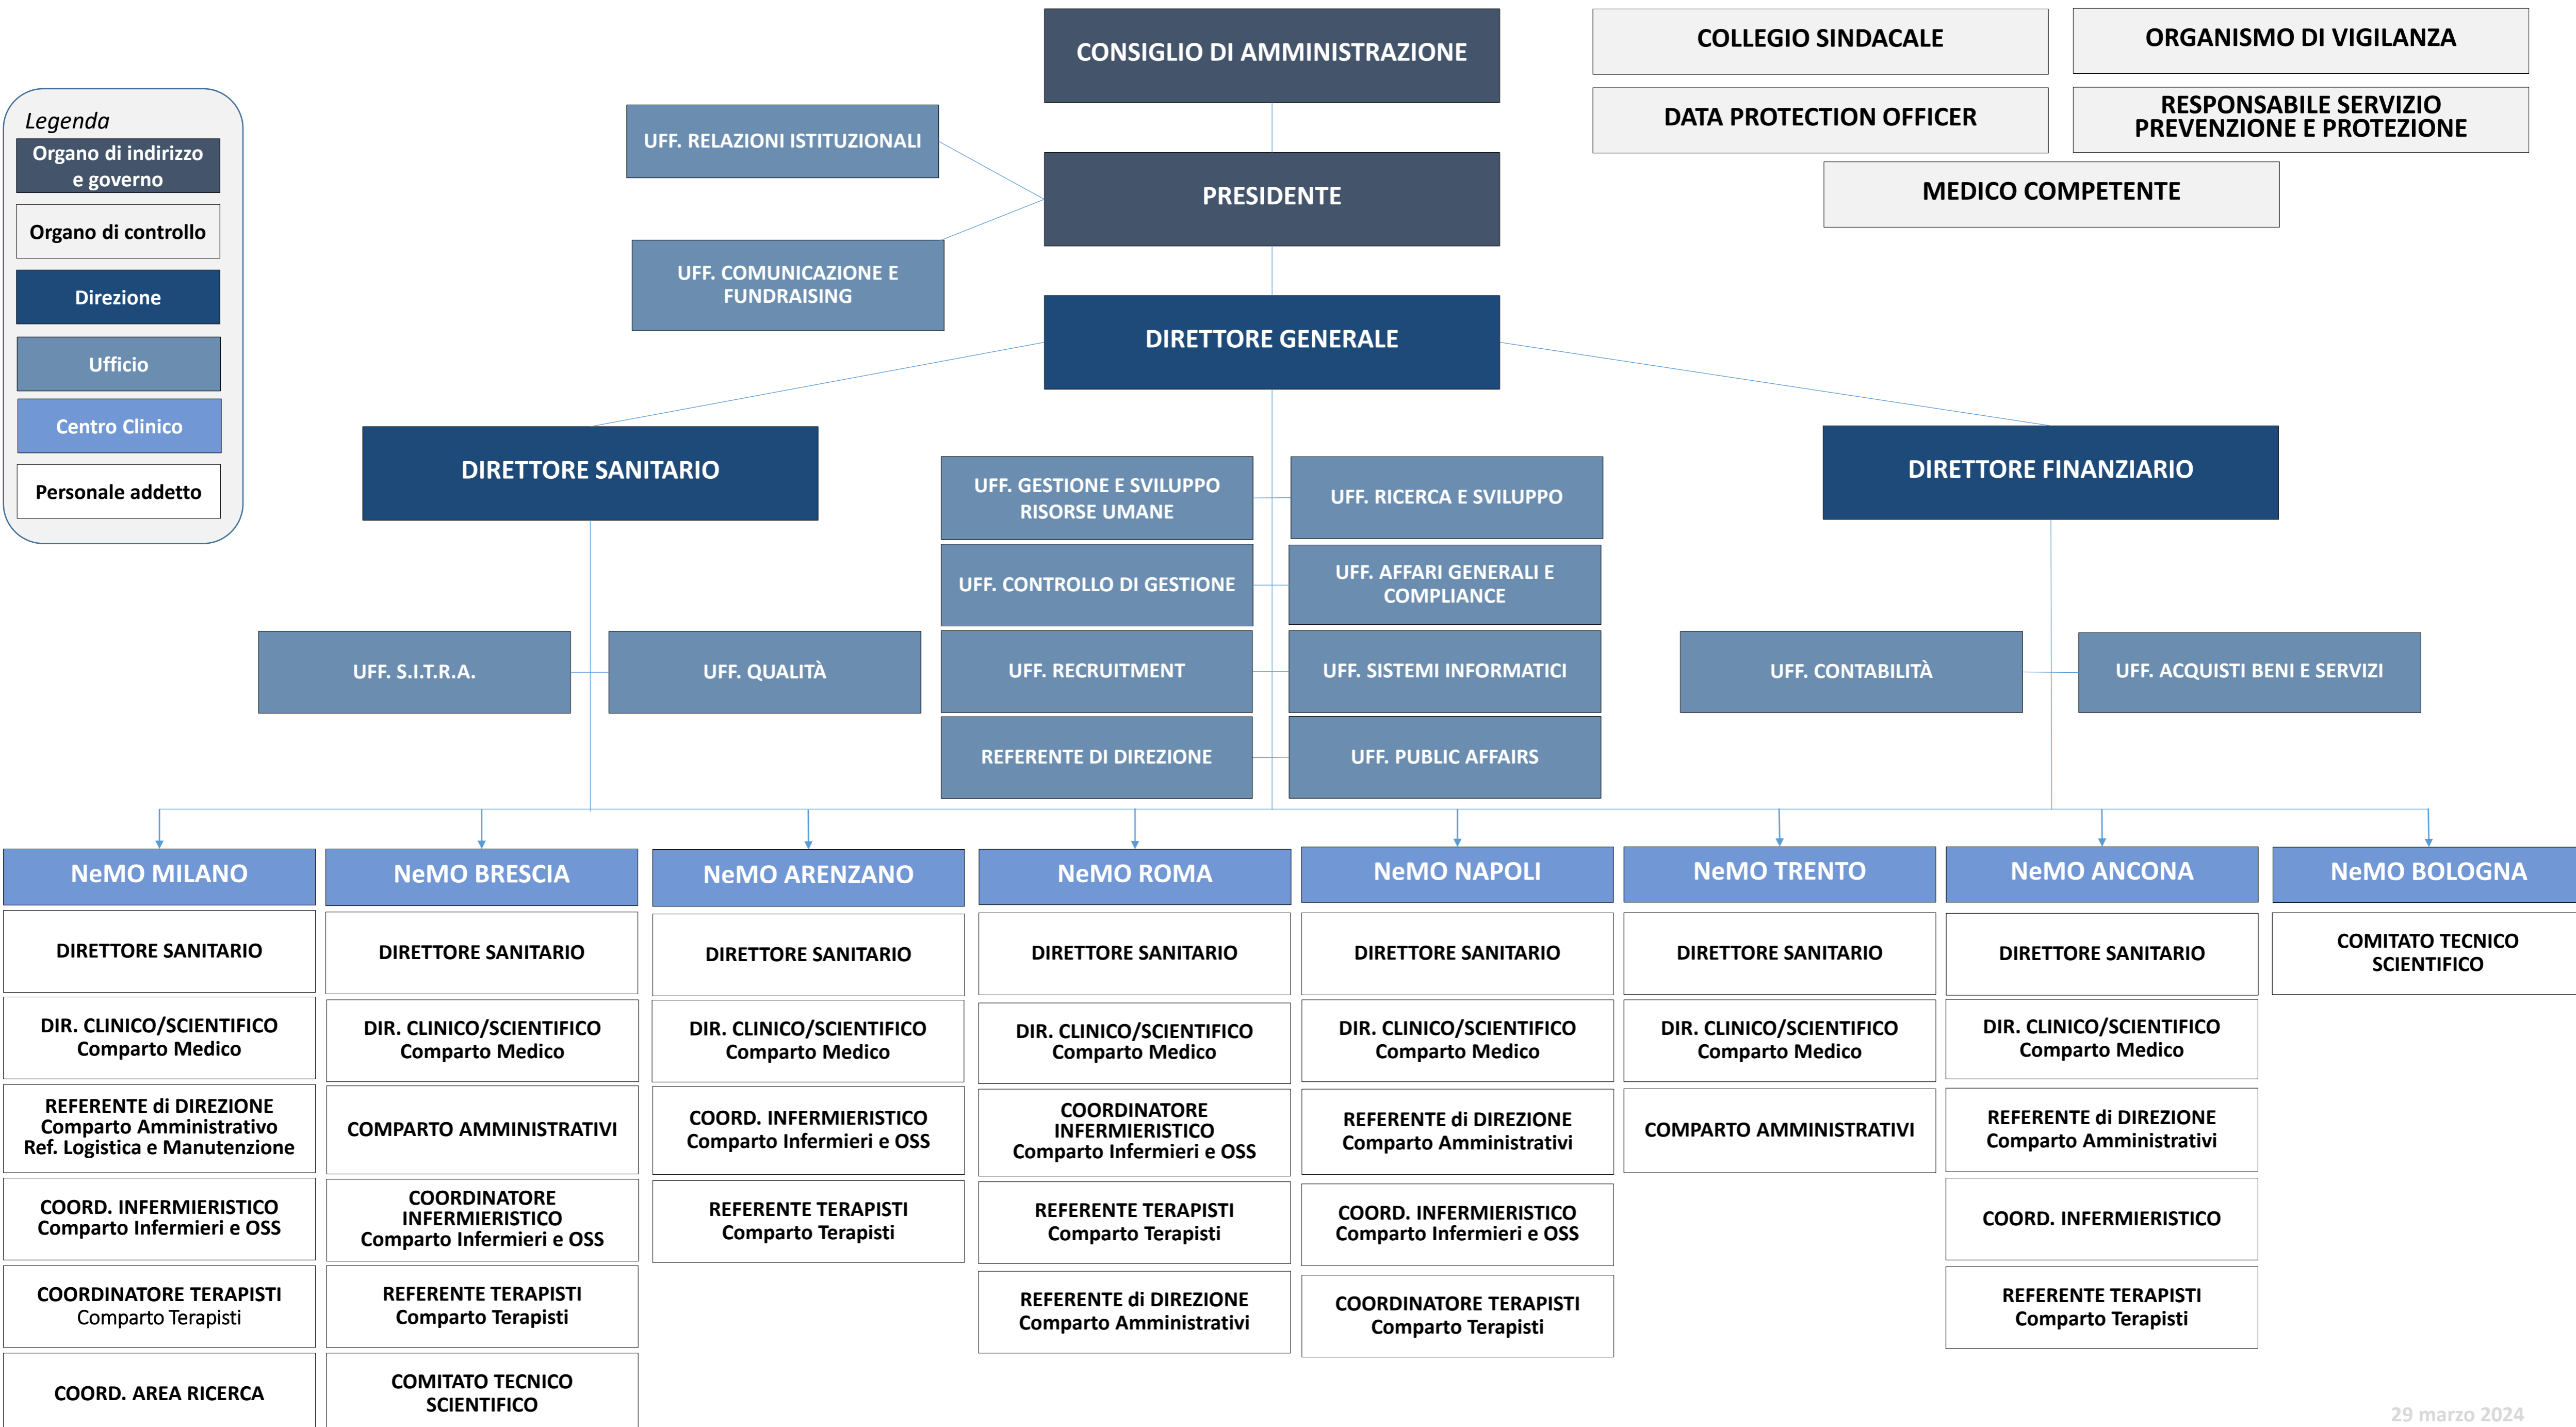 CONSIGLIO DI AMMINISTRAZIONE
COLLEGIO SINDACALE
ORGANISMO DI VIGILANZA
DATA PROTECTION OFFICER
RESPONSABILE SERVIZIO
PREVENZIONE E PROTEZIONE
MEDICO COMPETENTE
Legenda
Organo di indirizzo
e governo
Organo di controllo
Direzione
Ufficio
Centro Clinico
Personale addetto
UFF. RELAZIONI ISTITUZIONALI
PRESIDENTE
UFF. COMUNICAZIONE E
FUNDRAISING
DIRETTORE GENERALE
DIRETTORE SANITARIO
DIRETTORE FINANZIARIO
UFF. GESTIONE E SVILUPPO
RISORSE UMANE
UFF. RICERCA E SVILUPPO
UFF. CONTROLLO DI GESTIONE
UFF. AFFARI GENERALI E
COMPLIANCE
UFF. S.I.T.R.A.
UFF. QUALITÀ
UFF. RECRUITMENT
UFF. SISTEMI INFORMATICI
UFF. CONTABILITÀ
UFF. ACQUISTI BENI E SERVIZI
REFERENTE DI DIREZIONE
UFF. PUBLIC AFFAIRS
NeMO MILANO
DIRETTORE SANITARIO
DIR. CLINICO/SCIENTIFICO
Comparto Medico
REFERENTE di DIREZIONE
Comparto Amministrativo
Ref. Logistica e Manutenzione
COORD. INFERMIERISTICO
Comparto Infermieri e OSS
COORDINATORE TERAPISTI
Comparto Terapisti
COORD. AREA RICERCA
NeMO BRESCIA
DIRETTORE SANITARIO
DIR. CLINICO/SCIENTIFICO
Comparto Medico
COMPARTO AMMINISTRATIVI
COORDINATORE
INFERMIERISTICO
Comparto Infermieri e OSS
REFERENTE TERAPISTI
Comparto Terapisti
COMITATO TECNICO
SCIENTIFICO
NeMO ARENZANO
DIRETTORE SANITARIO
DIR. CLINICO/SCIENTIFICO
Comparto Medico
COORD. INFERMIERISTICO
Comparto Infermieri e OSS
REFERENTE TERAPISTI
Comparto Terapisti
NeMO ROMA
DIRETTORE SANITARIO
DIR. CLINICO/SCIENTIFICO
Comparto Medico
COORDINATORE
INFERMIERISTICO
Comparto Infermieri e OSS
REFERENTE TERAPISTI
Comparto Terapisti
REFERENTE di DIREZIONE
Comparto Amministrativi
NeMO NAPOLI
DIRETTORE SANITARIO
DIR. CLINICO/SCIENTIFICO
Comparto Medico
REFERENTE di DIREZIONE
Comparto Amministrativi
COORD. INFERMIERISTICO
Comparto Infermieri e OSS
COORDINATORE TERAPISTI
Comparto Terapisti
NeMO TRENTO
DIRETTORE SANITARIO
DIR. CLINICO/SCIENTIFICO
Comparto Medico
COMPARTO AMMINISTRATIVI
NeMO ANCONA
DIRETTORE SANITARIO
DIR. CLINICO/SCIENTIFICO
Comparto Medico
REFERENTE di DIREZIONE
Comparto Amministrativi
COORD. INFERMIERISTICO
REFERENTE TERAPISTI
Comparto Terapisti
NeMO BOLOGNA
COMITATO TECNICO
SCIENTIFICO
29 marzo 2024